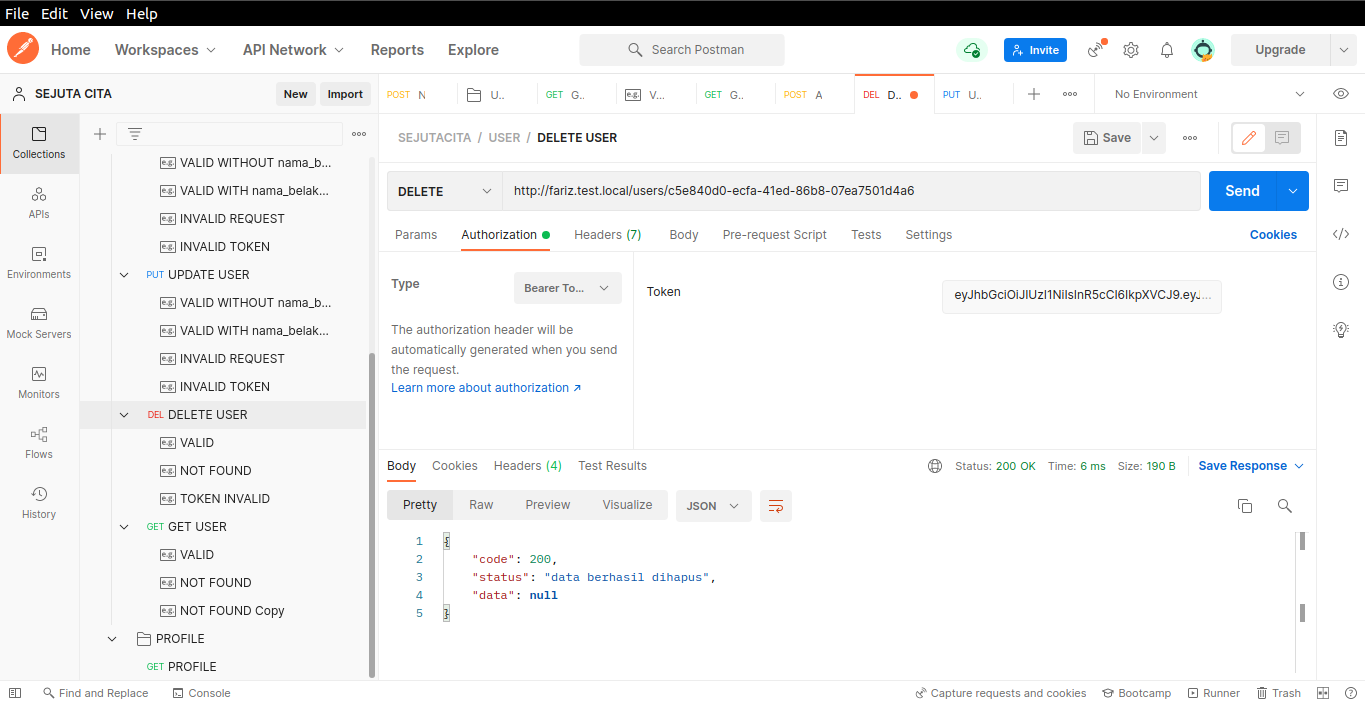 File Edit View Help
Home Workspaces API Network Reports Explore Search Postman Invite Upgrade
SEJUTA CITA New Import POST N U.. GET G.. e.g. V... GET G.. POST A DEL D.. PUT U.. No Environment
Collections
APIs
Environments
Mock Servers
Monitors
Flows
History
e.g. VALID WITHOUT nama_b...
e.g. VALID WITH nama_belak...
e.g. INVALID REQUEST
e.g. INVALID TOKEN
PUT UPDATE USER
e.g. VALID WITHOUT nama_b...
e.g. VALID WITH nama_belak...
e.g. INVALID REQUEST
e.g. INVALID TOKEN
DEL DELETE USER
e.g. VALID
e.g. NOT FOUND
e.g. TOKEN INVALID
GET GET USER
e.g. VALID
e.g. NOT FOUND
e.g. NOT FOUND Copy
PROFILE
GET PROFILE
SEJUTACITA / USER / DELETE USER Save
DELETE http://fariz.test.local/users/c5e840d0-ecfa-41ed-86b8-07ea7501d4a6 Send
Params Authorization Headers (7) Body Pre-request Script Tests Settings Cookies
Type Bearer To...
The authorization header will be
automatically generated when you send
the request.
Learn more about authorization ↗
Token eyJhbGciOiJIUzI1NiIsInR5cCI6IkpXVCJ9.eyJ...
Body Cookies Headers (4) Test Results Status: 200 OK Time: 6 ms Size: 190 B Save Response
Pretty Raw Preview Visualize JSON
1 {
2 "code": 200,
3 "status": "data berhasil dihapus",
4 "data": null
5 }
Find and Replace Console Capture requests and cookies Bootcamp Runner Trash